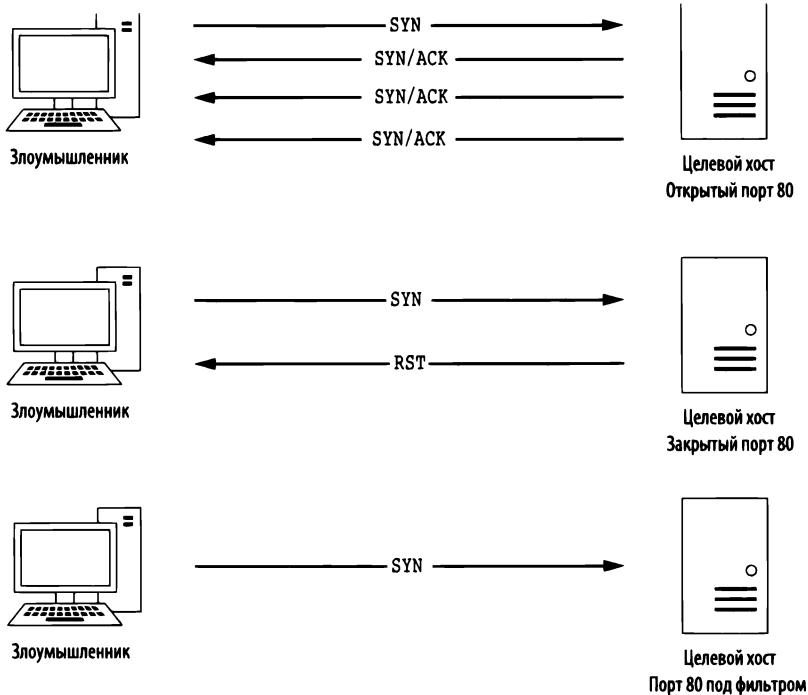 SYN
SYN/ACK
SYN/ACK
SYN/ACK
Злоумышленник
Целевой хост
Открытый порт 80
SYN
RST
Злоумышленник
Целевой хост
Закрытый порт 80
SYN
Злоумышленник
Целевой хост
Порт 80 под фильтром